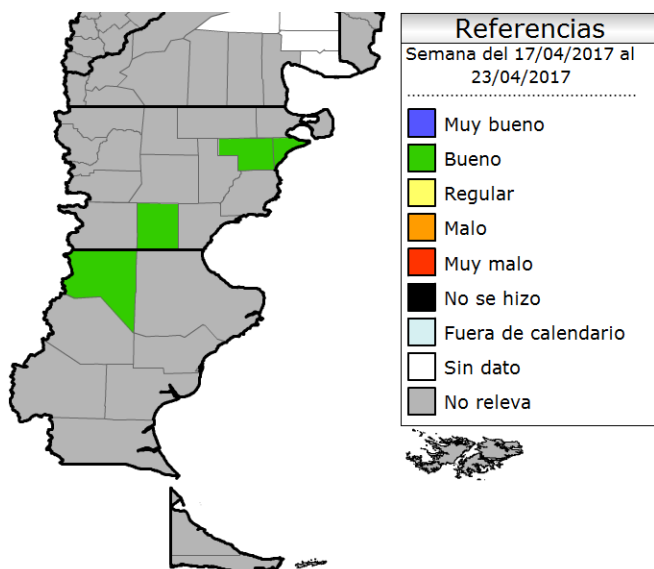 Referencias
Semana del 17/04/2017 al
23/04/2017
Muy bueno
Bueno
Regular
Malo
Muy malo
No se hizo
Fuera de calendario
Sin dato
No releva